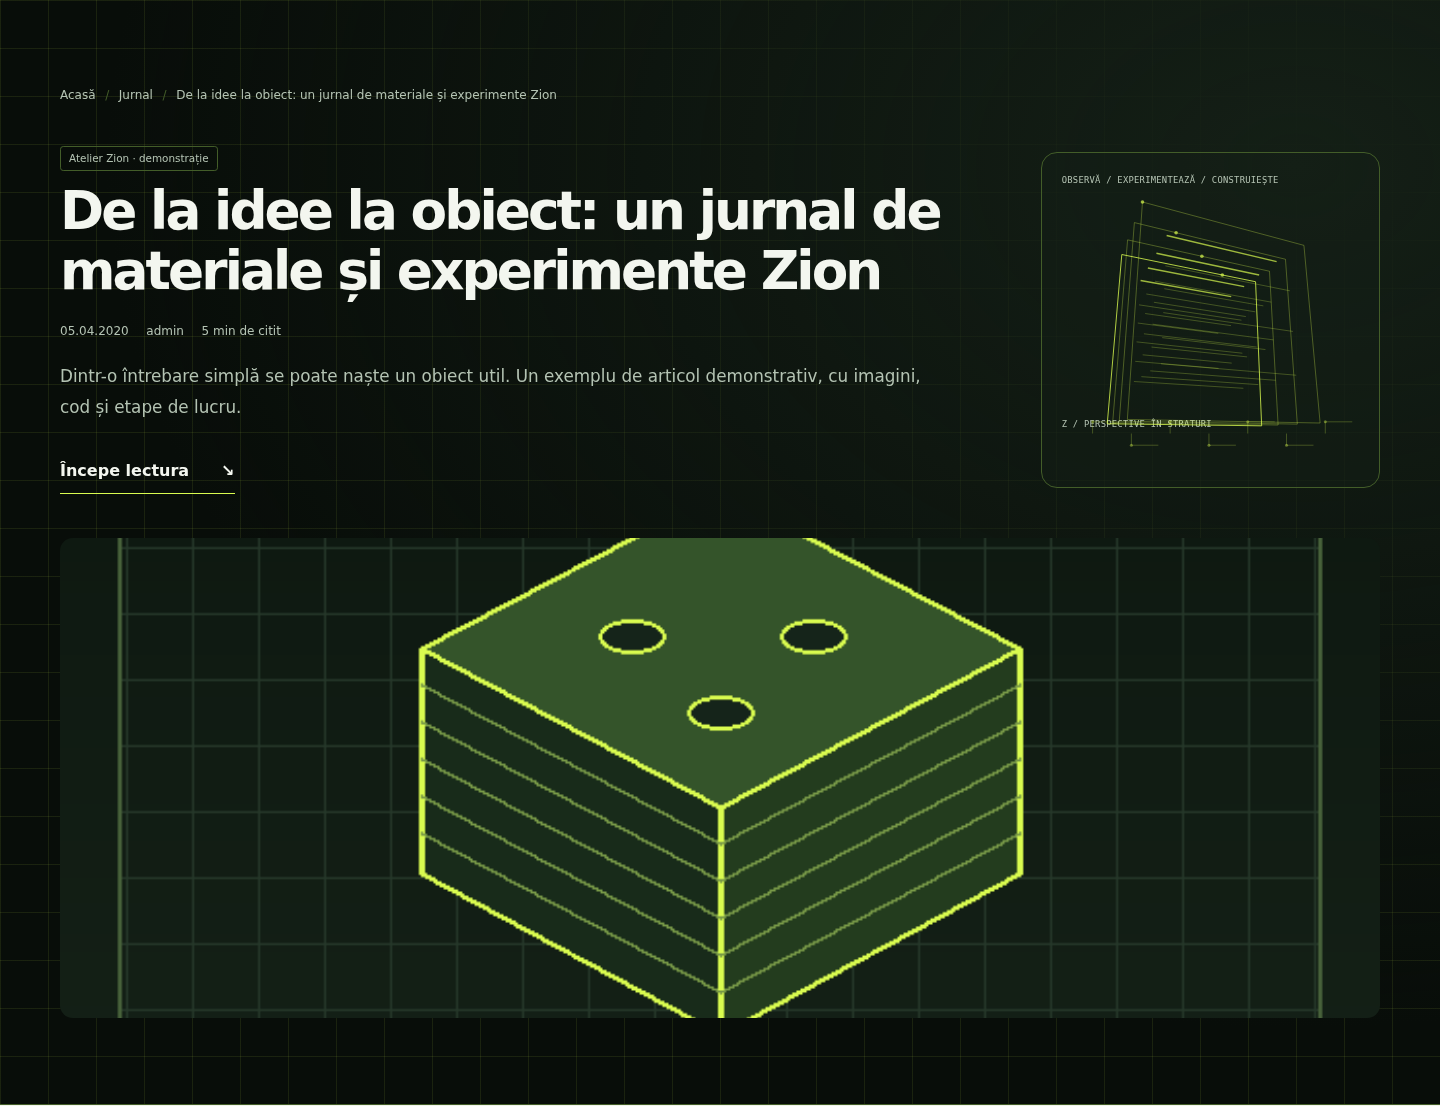 Acasă / Jurnal / De la idee la obiect: un jurnal de materiale și experimente Zion
Atelier Zion · demonstrație
De la idee la obiect: un jurnal de
materiale și experimente Zion
05.04.2020 admin 5 min de citit
Dintr-o întrebare simplă se poate naște un obiect util. Un exemplu de articol demonstrativ, cu imagini,
cod și etape de lucru.
Începe lectura ↘
OBSERVĂ / EXPERIMENTEAZĂ / CONSTRUIEȘTE
Z / PERSPECTIVE ÎN STRATURI